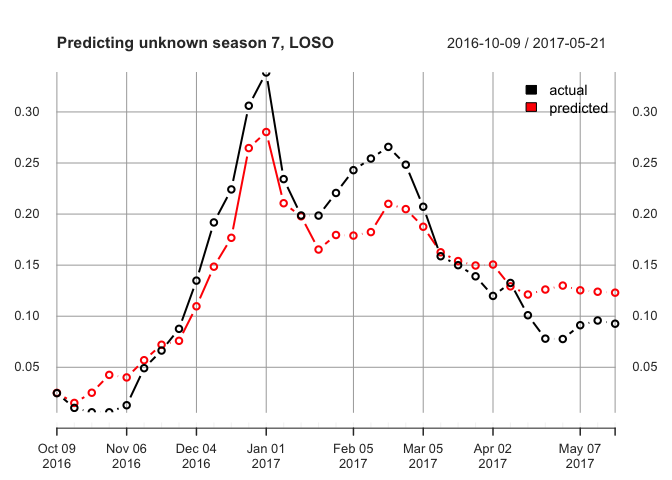 Predicting unknown season 7, LOSO
2016-10-09 / 2017-05-21
actual
predicted
0.30
0.30
0.25
0.25
0.20
0.20
0.15
0.15
0.10
0.10
0.05
0.05
Oct 09 Nov 06 Dec 04 Jan 01 Feb 05 Mar 05 Apr 02 May 07
2016 2016 2016 2017 2017 2017 2017 2017